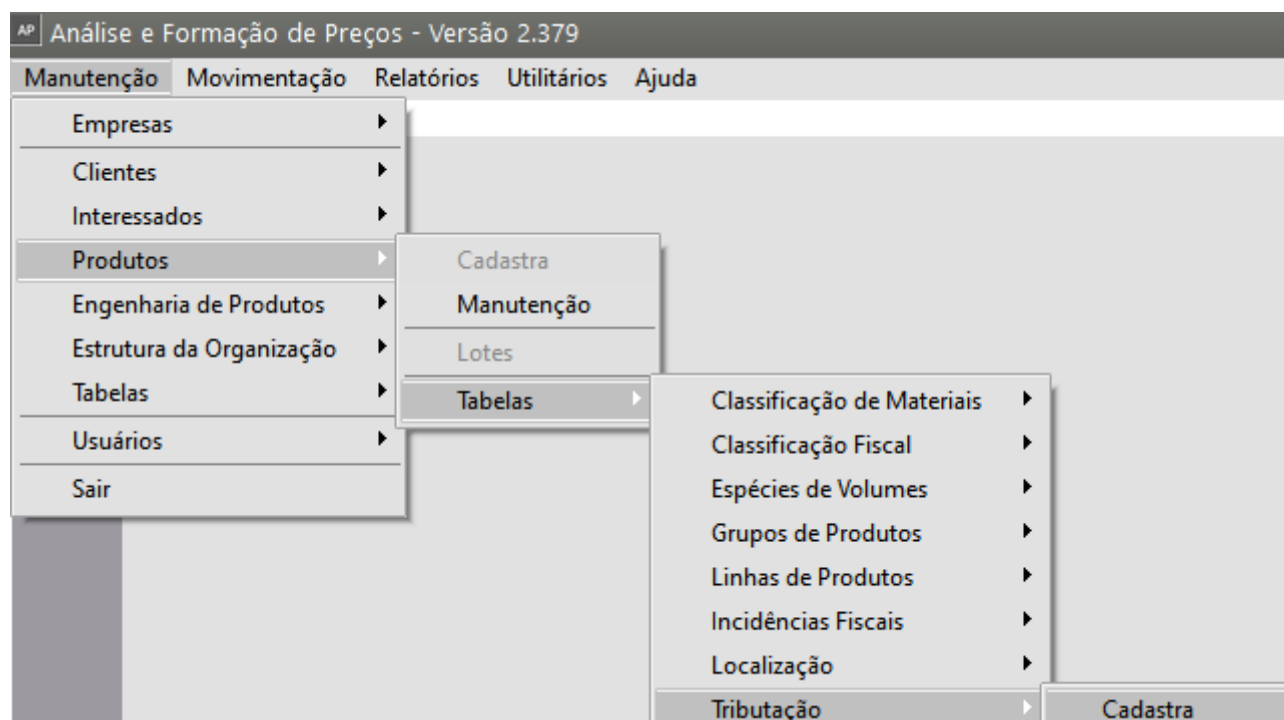 AP Análise e Formação de Preços - Versão 2.379
Manutenção Movimentação Relatórios Utilitários Ajuda
Empresas
Clientes
Interessados
Produtos
Engenharia de Produtos
Estrutura da Organização
Tabelas
Usuários
Sair
Cadastra
Manutenção
Lotes
Tabelas
Classificação de Materiais
Classificação Fiscal
Espécies de Volumes
Grupos de Produtos
Linhas de Produtos
Incidências Fiscais
Localização
Tributação
Cadastra